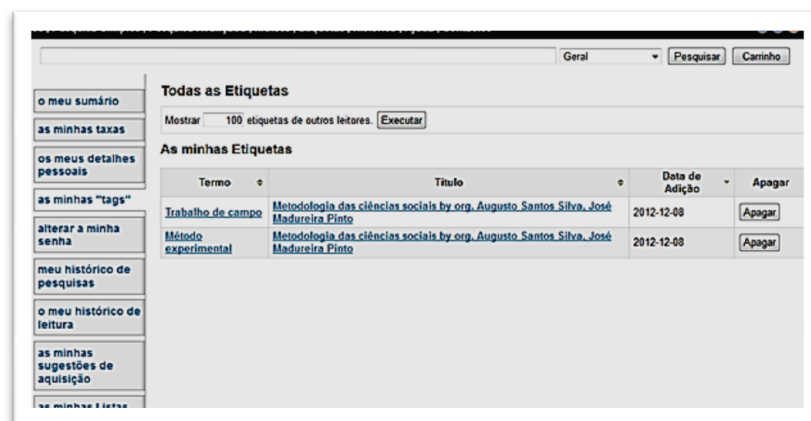 Geral Pesquisar Carrinho
o meu sumário
as minhas taxas
os meus detalhes
pessoais
as minhas "tags"
alterar a minha
senha
meu histórico de
pesquisas
o meu histórico de
leitura
as minhas
sugestões de
aquisição
as minhas Listas
Todas as Etiquetas
Mostrar 100 etiquetas de outros leitores. Executar
As minhas Etiquetas
Termo Título Data de Adição Apagar
Trabalho de campo Metodologia das ciências sociais by org. Augusto Santos Silva, José Madureira Pinto 2012-12-08 Apagar
Método experimental Metodologia das ciências sociais by org. Augusto Santos Silva, José Madureira Pinto 2012-12-08 Apagar